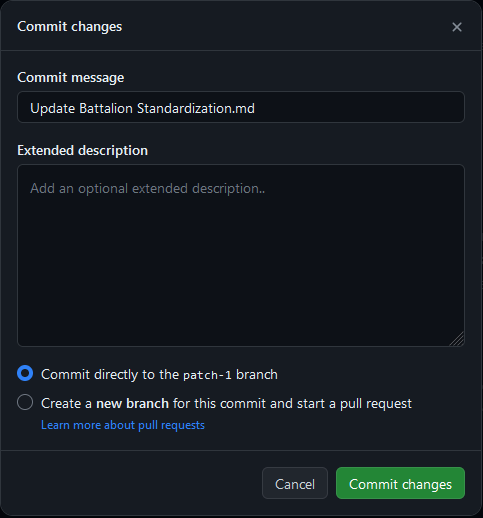 Commit changes
Commit message
Update Battalion Standardization.md
Extended description
Add an optional extended description..
Commit directly to the patch-1 branch
Create a new branch for this commit and start a pull request
Learn more about pull requests
Cancel
Commit changes